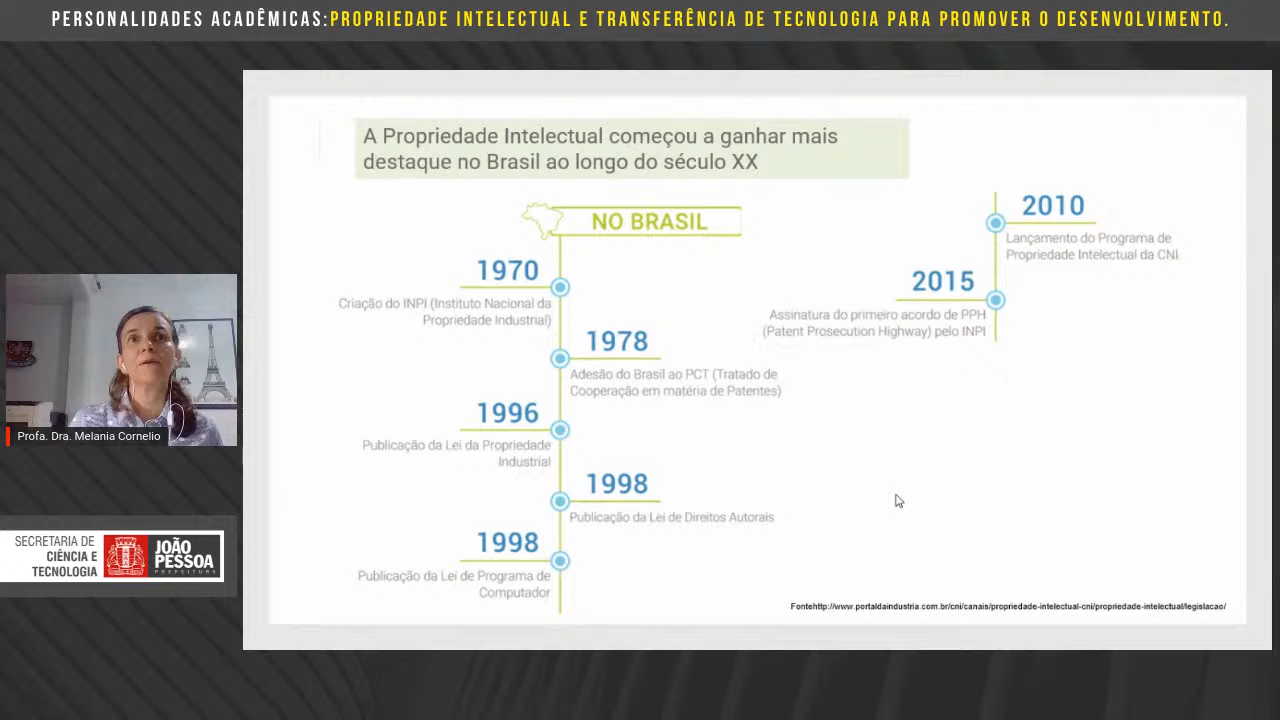 PERSONALIDADES ACADÊMICAS:PROPRIEDADE INTELECTUAL E TRANSFERÊNCIA DE TECNOLOGIA PARA PROMOVER O DESENVOLVIMENTO.
A Propriedade Intelectual começou a ganhar mais
destaque no Brasil ao longo do século XX
NO BRASIL
1970
Criação do INPI (Instituto Nacional da
Propriedade Industrial)
1978
Adesão do Brasil ao PCT (Tratado de
Cooperação em matéria de Patentes)
1996
Publicação da Lei da Propriedade
Industrial
1998
Publicação da Lei de Direitos Autorais
1998
Publicação da Lei de Programa de
Computador
2010
Lançamento do Programa de
Propriedade Intelectual da CNI
2015
Assinatura do primeiro acordo de PPH
(Patent Prosecution Highway) pelo INPI
Fontehttp://www.portaldaindustria.com.br/cni/canais/propriedade-intelectual-cni/propriedade-intelectual/legislacao/
Profa. Dra. Melania Cornelio
SECRETARIA DE
CIÊNCIA E
TECNOLOGIA
JOÃO
PESSOA
PREFEITURA